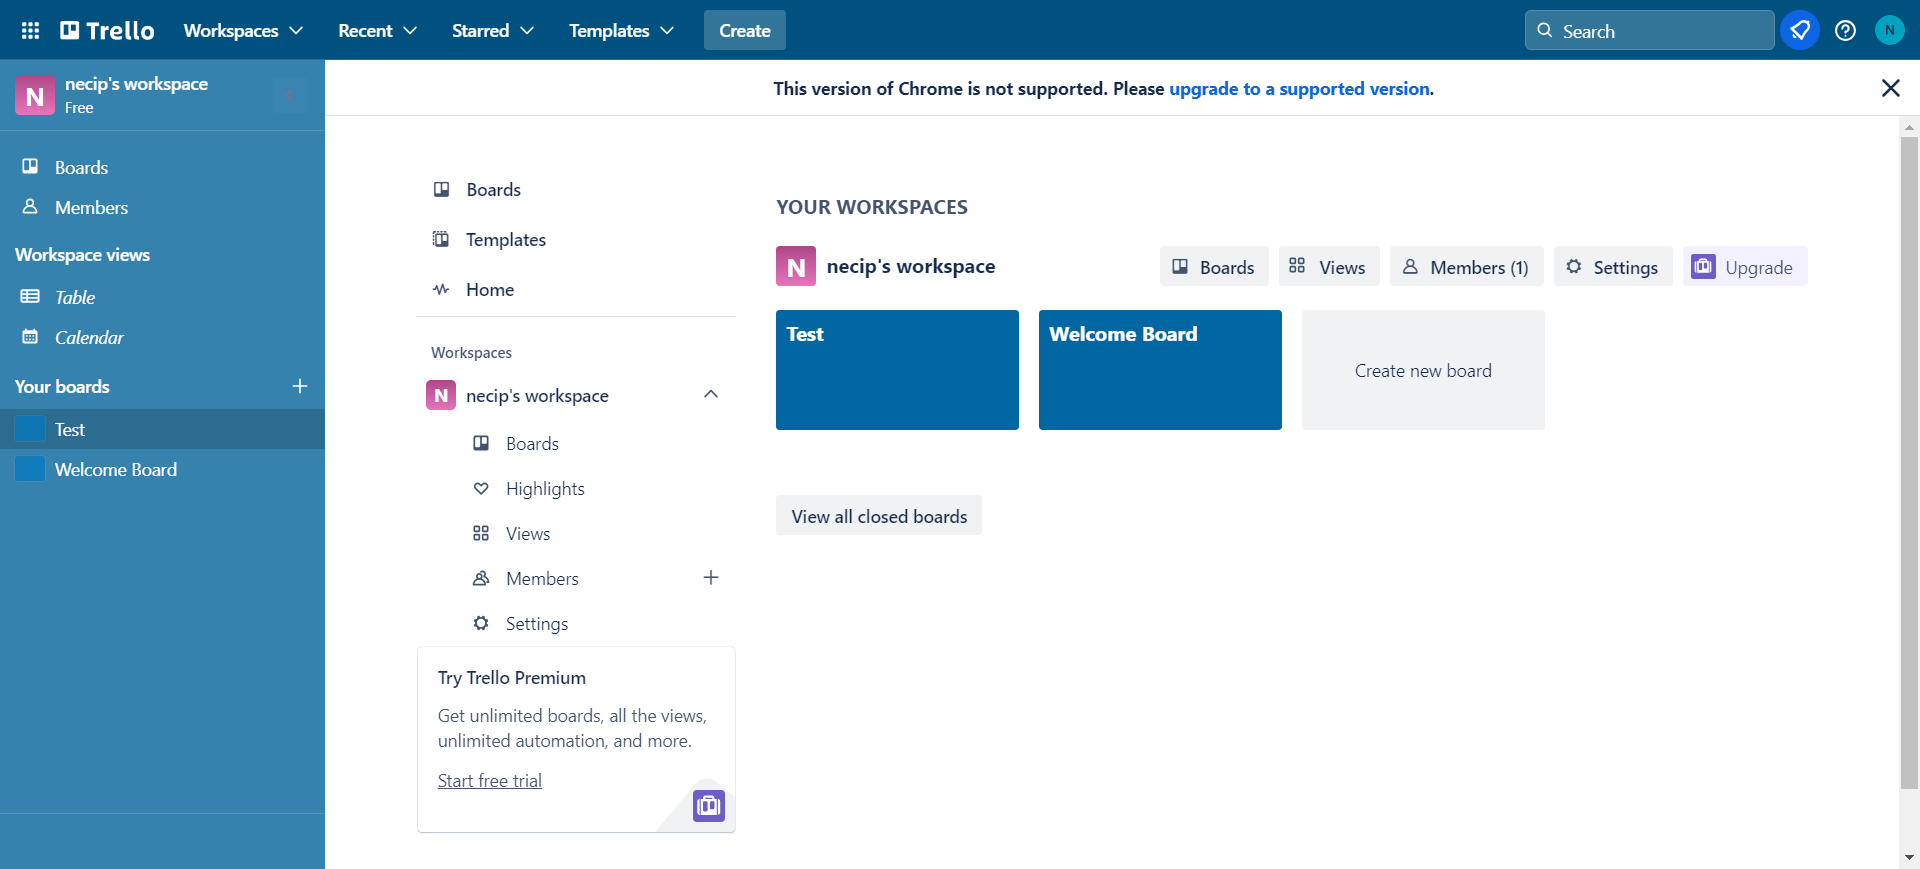 Trello
Workspaces
Recent
Starred
Templates
Create
Search
N
N
necip's workspace
Free
Boards
Members
Workspace views
Table
Calendar
Your boards
Test
Welcome Board
This version of Chrome is not supported. Please upgrade to a supported version.
Boards
Templates
Home
Workspaces
N
necip's workspace
Boards
Highlights
Views
Members
Settings
Try Trello Premium
Get unlimited boards, all the views,
unlimited automation, and more.
Start free trial
YOUR WORKSPACES
N
necip's workspace
Boards
Views
Members (1)
Settings
Upgrade
Test
Welcome Board
Create new board
View all closed boards